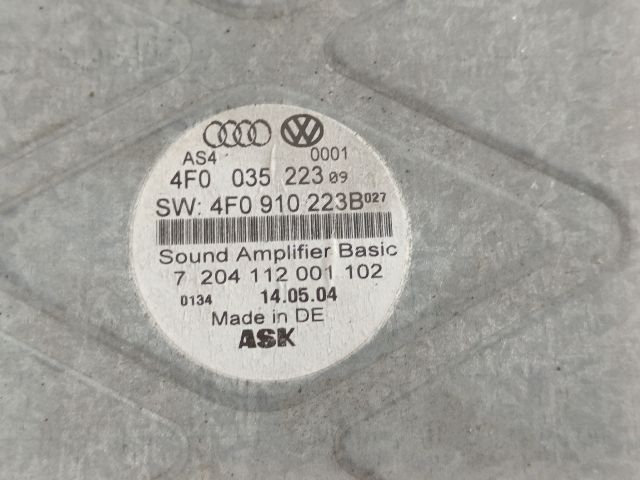 AS4 0001
4F0 035 223 09
SW: 4F0 910 223B 027
Sound Amplifier Basic
7 204 112 001 102
0134 14.05.04
Made in DE
ASK